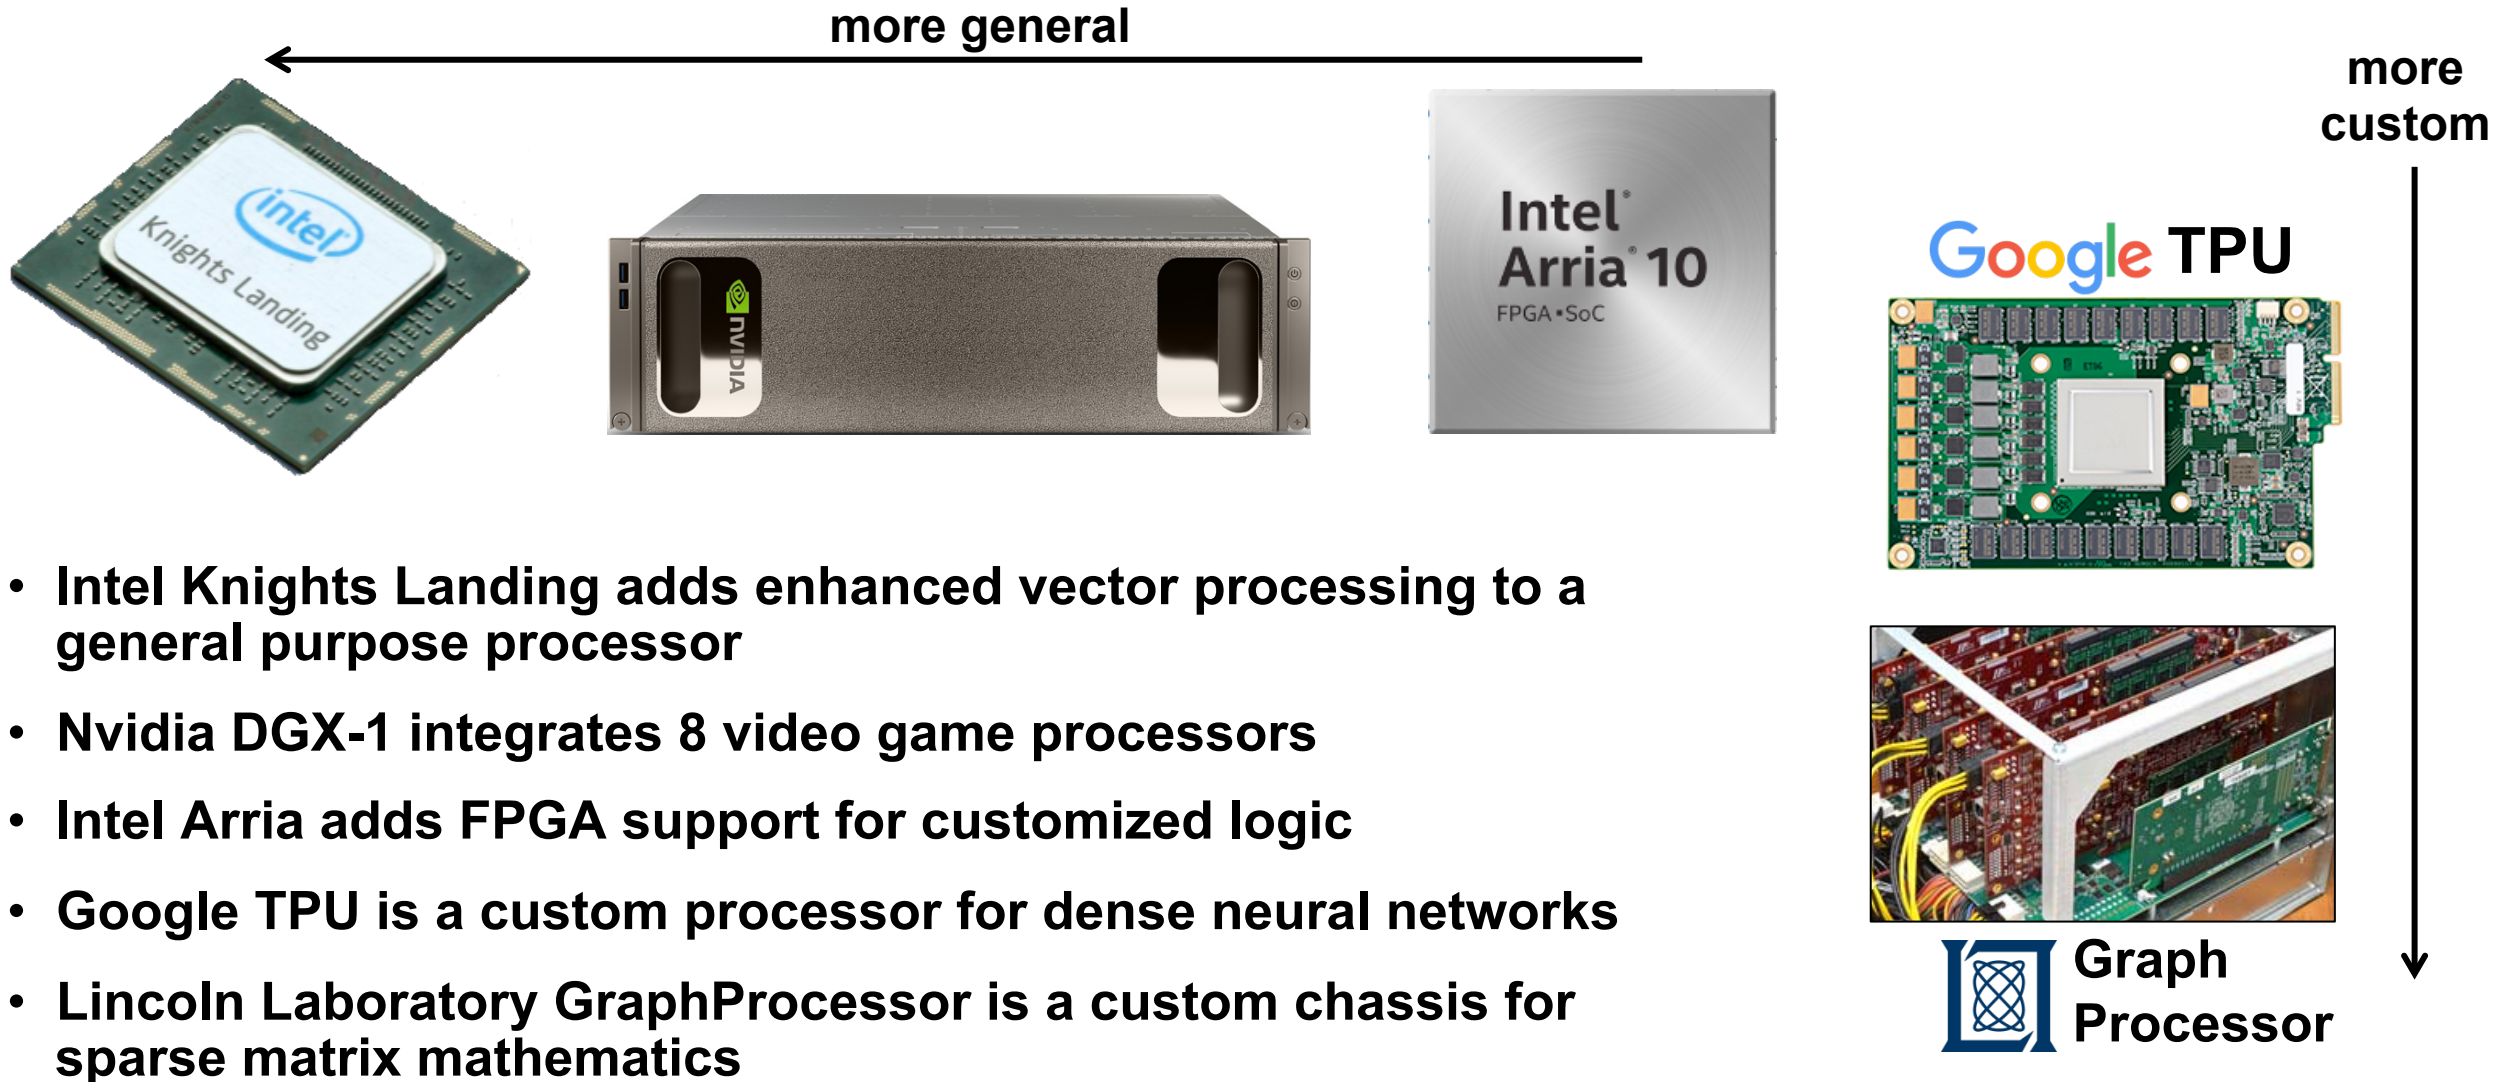 more general
more
custom
intel
Knights Landing
NVIDIA
Intel®
Arria® 10
FPGA▪SoC
Google TPU
• Intel Knights Landing adds enhanced vector processing to a
general purpose processor
• Nvidia DGX-1 integrates 8 video game processors
• Intel Arria adds FPGA support for customized logic
• Google TPU is a custom processor for dense neural networks
• Lincoln Laboratory GraphProcessor is a custom chassis for
sparse matrix mathematics
Graph
Processor